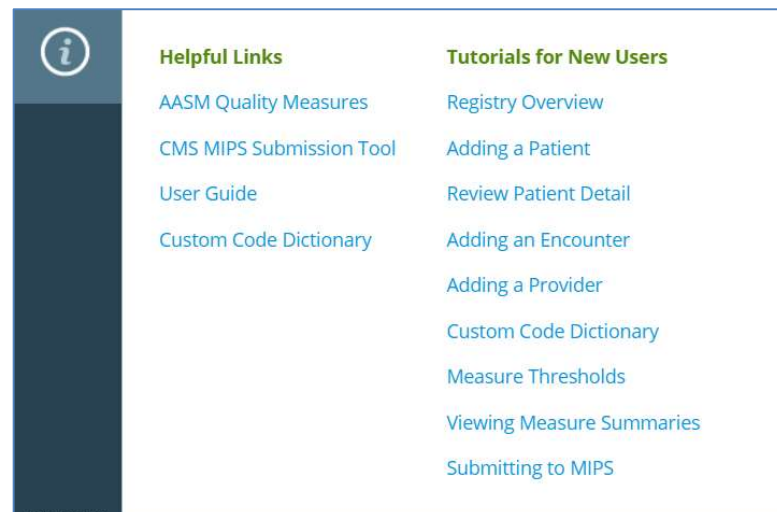 Helpful Links
AASM Quality Measures
CMS MIPS Submission Tool
User Guide
Custom Code Dictionary
Tutorials for New Users
Registry Overview
Adding a Patient
Review Patient Detail
Adding an Encounter
Adding a Provider
Custom Code Dictionary
Measure Thresholds
Viewing Measure Summaries
Submitting to MIPS